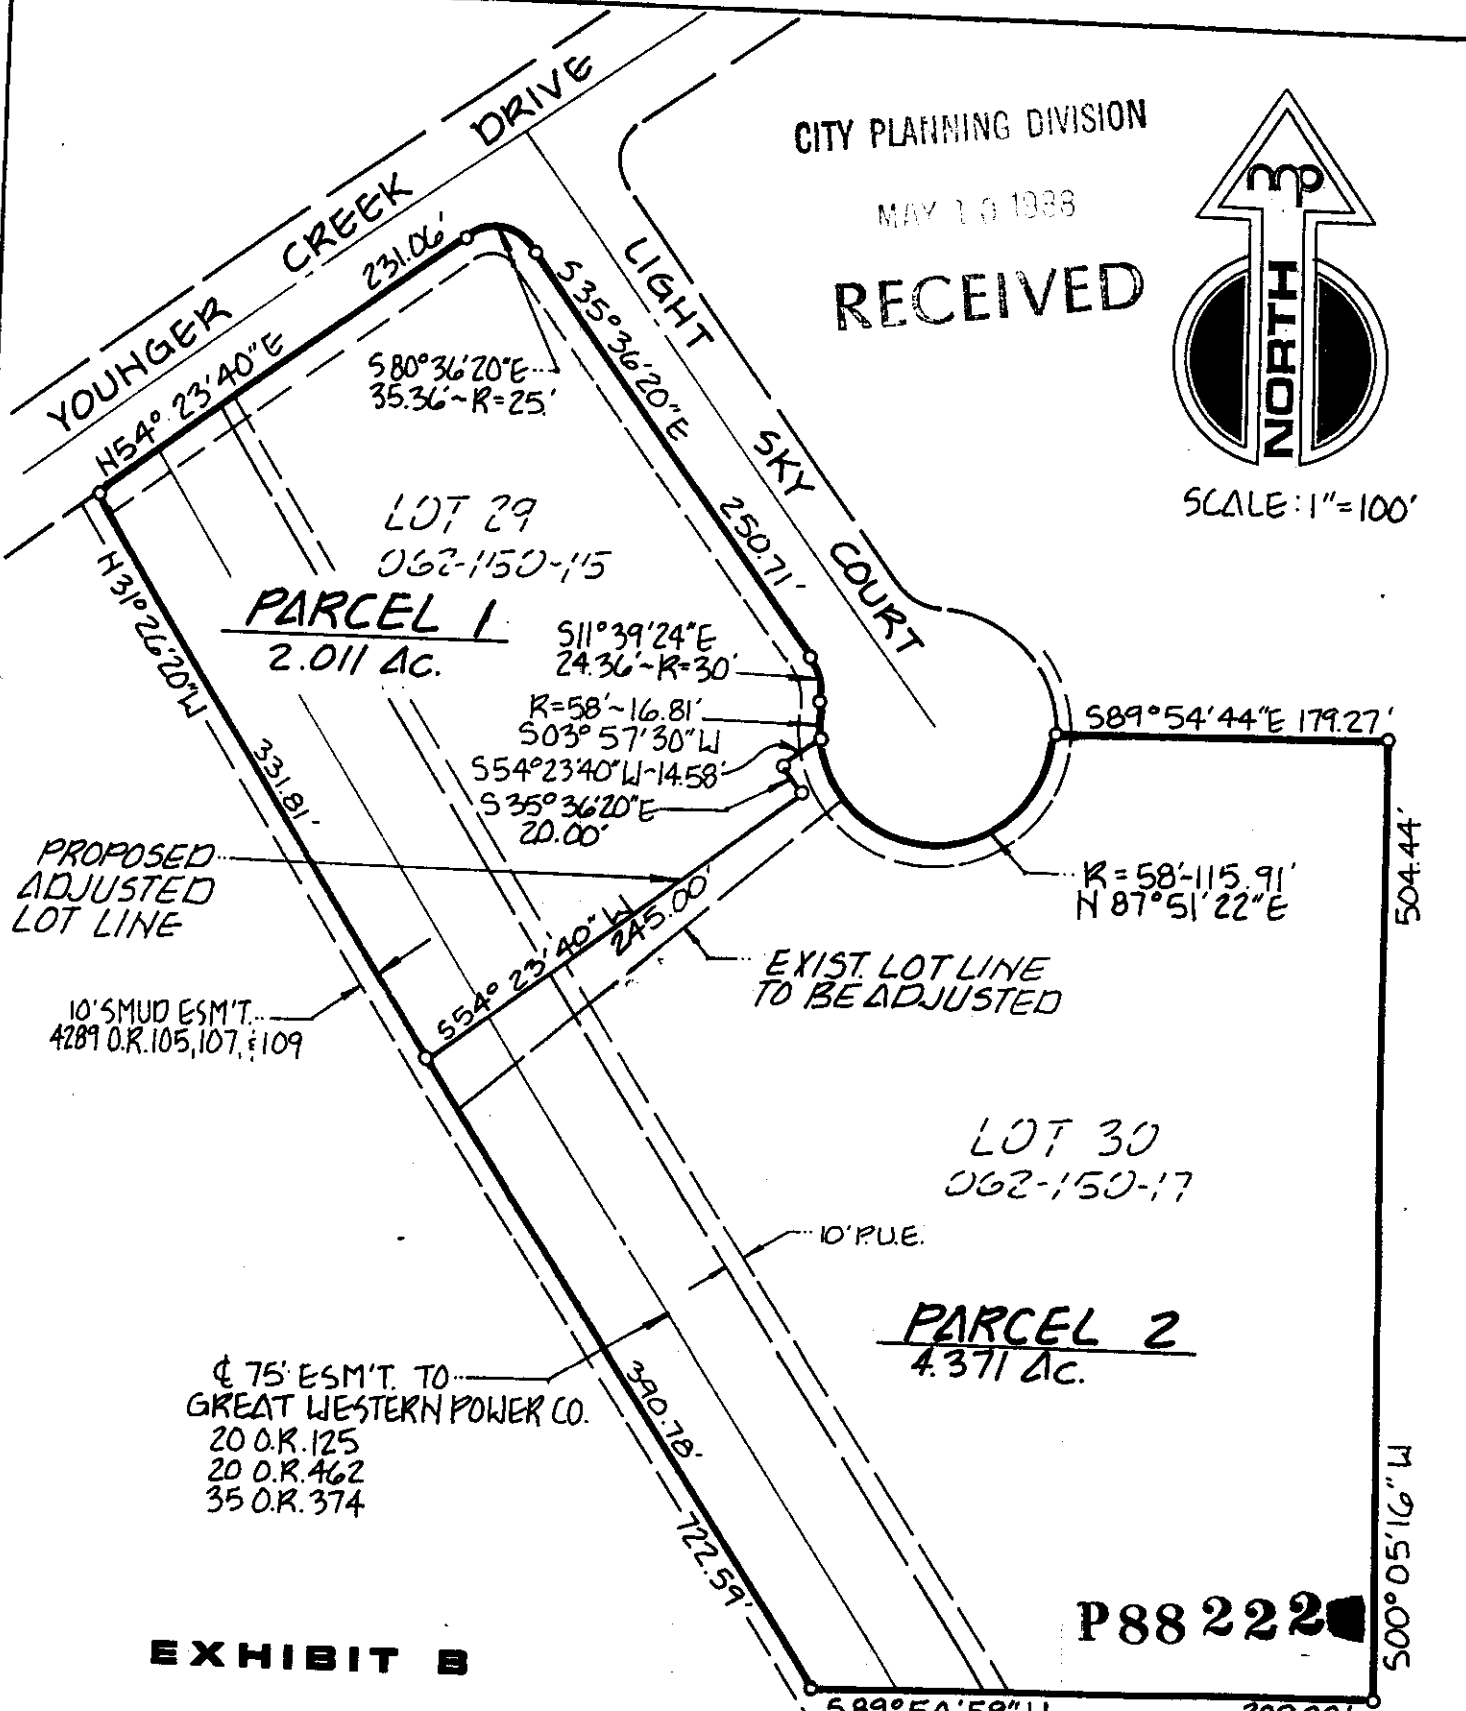 CITY PLANNING DIVISION
MAY 10 1988
RECEIVED
NORTH
SCALE: 1"=100'
YOUNGER CREEK DRIVE
LIGHT SKY COURT
N54° 23'40"E 231.06'
S80°36'20"E
35.36'~R=25'
S35°36'20"E 250.71'
LOT 29
062-150-15
PARCEL 1
2.011 AC.
N31°26'20"W 331.81'
S11°39'24"E
24.36'~R=30'
R=58'~16.81'
S03°57'30"W
S54°23'40"W~14.58'
S35°36'20"E
20.00'
S89°54'44"E 179.27'
504.44'
S00°05'16"W
R=58'-115.91'
N 87°51'22"E
PROPOSED
ADJUSTED
LOT LINE
S54° 23'40"W 245.00'
EXIST. LOT LINE
TO BE ADJUSTED
10' SMUD ESM'T.
4289 O.R. 105, 107, & 109
LOT 30
062-150-17
10' P.U.E.
PARCEL 2
4.371 AC.
℄ 75' ESM'T. TO
GREAT WESTERN POWER CO.
20 O.R. 125
20 O.R. 462
35 O.R. 374
390.78'
722.59'
P88222
EXHIBIT B
S89°54'59"W